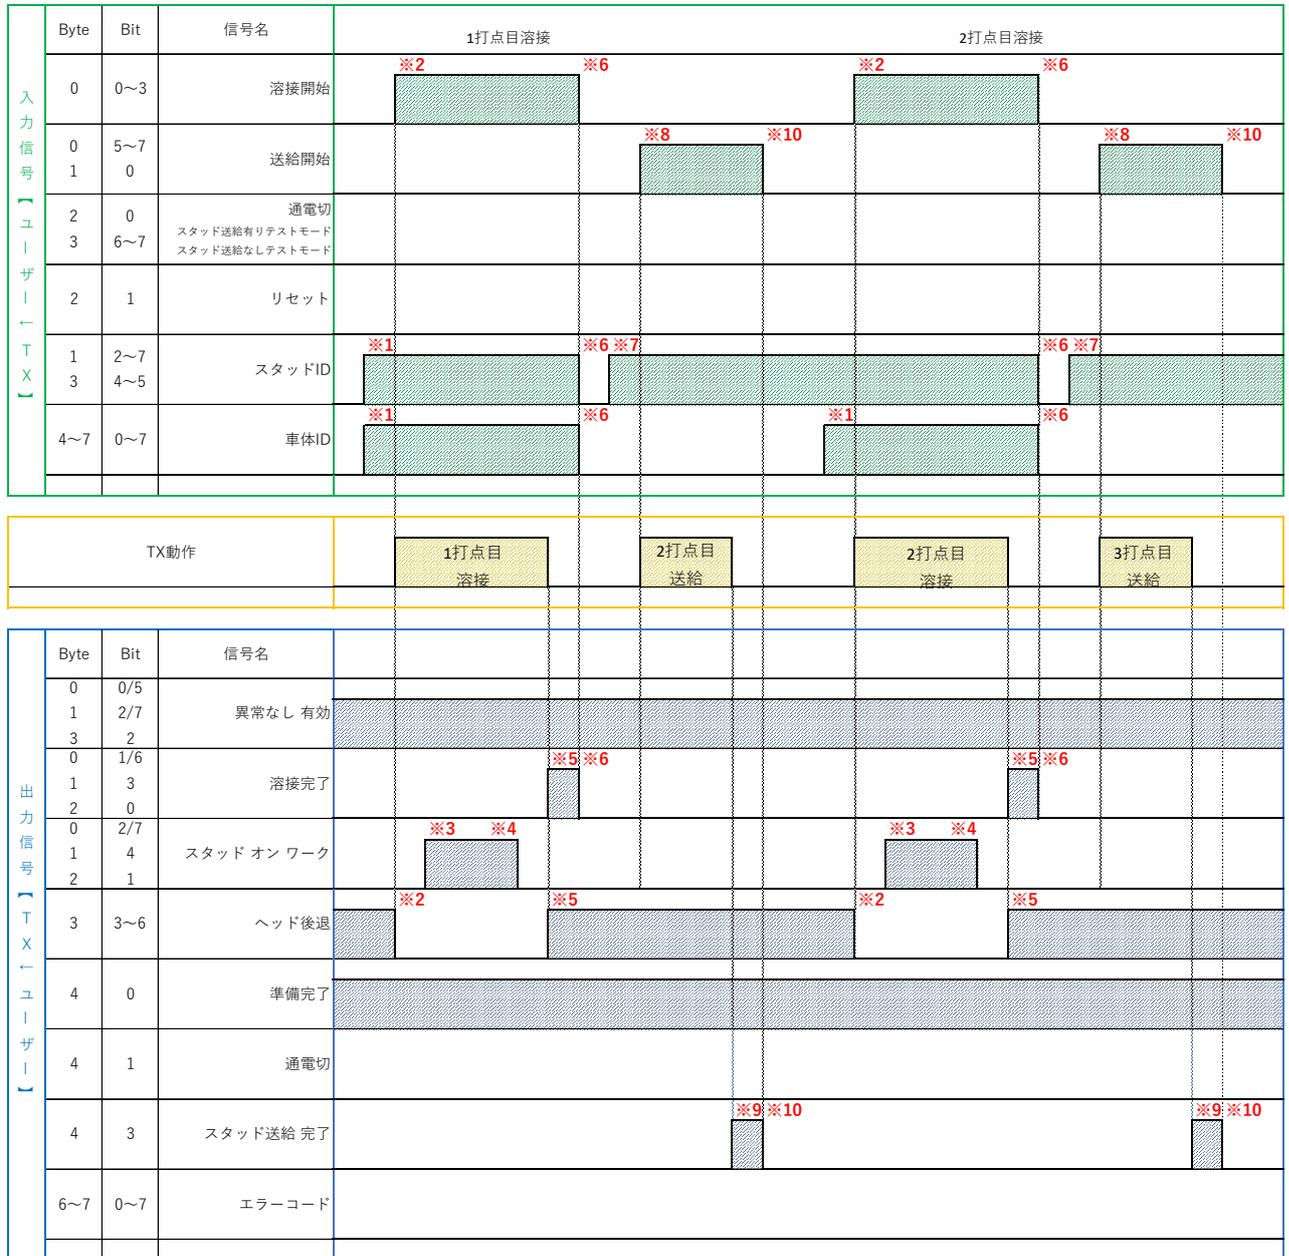 Byte Bit 信号名
1打点目溶接 2打点目溶接
入力信号【ユーザー←TX】
※2 ※6 ※2 ※6
0 0～3 溶接開始
※8 ※10 ※8 ※10
0 5～7
送給開始
1 0
通電切
2 0
スタッド送給有りテストモード
3 6～7
スタッド送給なしテストモード
2 1 リセット
※1 ※6 ※7 ※6 ※7
1 2～7
スタッドID
3 4～5
※1 ※6 ※1 ※6
4～7 0～7 車体ID
TX動作
1打点目
溶接
2打点目
送給
2打点目
溶接
3打点目
送給
Byte Bit 信号名
出力信号【TX←ユーザー】
0 0/5
1 2/7 異常なし 有効
3 2
0 1/6
※5 ※6 ※5 ※6
1 3 溶接完了
2 0
0 2/7
※3 ※4 ※3 ※4
1 4 スタッド オン ワーク
2 1
※2 ※5 ※2 ※5
3 3～6 ヘッド後退
4 0 準備完了
4 1 通電切
※9 ※10 ※9 ※10
4 3 スタッド送給 完了
6～7 0～7 エラーコード